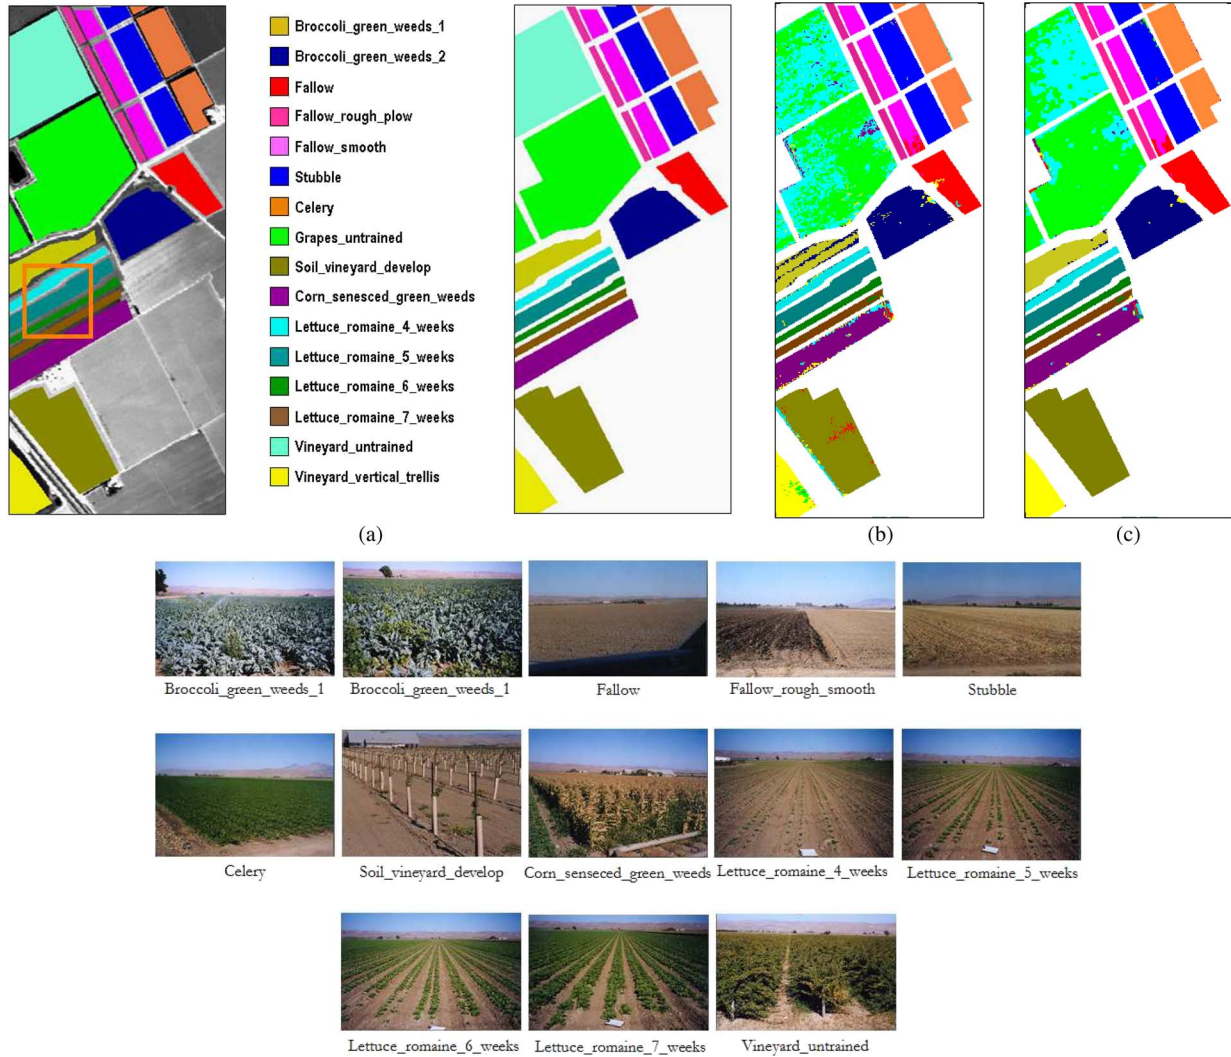 Broccoli_green_weeds_1
Broccoli_green_weeds_2
Fallow
Fallow_rough_plow
Fallow_smooth
Stubble
Celery
Grapes_untrained
Soil_vineyard_develop
Corn_senesced_green_weeds
Lettuce_romaine_4_weeks
Lettuce_romaine_5_weeks
Lettuce_romaine_6_weeks
Lettuce_romaine_7_weeks
Vineyard_untrained
Vineyard_vertical_trellis
(a) (b) (c)
Broccoli_green_weeds_1 Broccoli_green_weeds_1 Fallow Fallow_rough_smooth Stubble
Celery Soil_vineyard_develop Corn_senseced_green_weeds Lettuce_romaine_4_weeks Lettuce_romaine_5_weeks
Lettuce_romaine_6_weeks Lettuce_romaine_7_weeks Vineyard_untrained